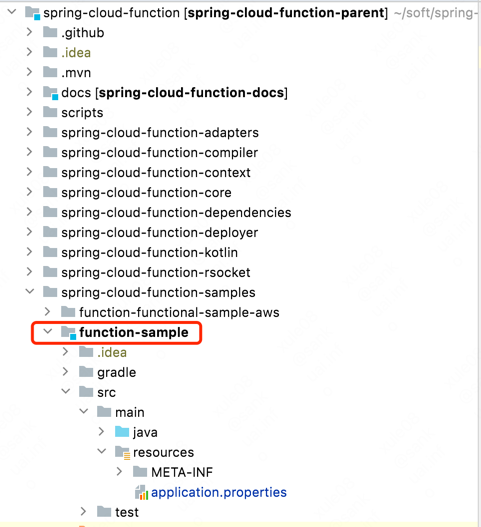 spring-cloud-function [spring-cloud-function-parent] ~/soft/spring-
.github
.idea
.mvn
docs [spring-cloud-function-docs]
scripts
spring-cloud-function-adapters
spring-cloud-function-compiler
spring-cloud-function-context
spring-cloud-function-core
spring-cloud-function-dependencies
spring-cloud-function-deployer
spring-cloud-function-kotlin
spring-cloud-function-rsocket
spring-cloud-function-samples
function-functional-sample-aws
function-sample
.idea
gradle
src
main
java
resources
META-INF
application.properties
test